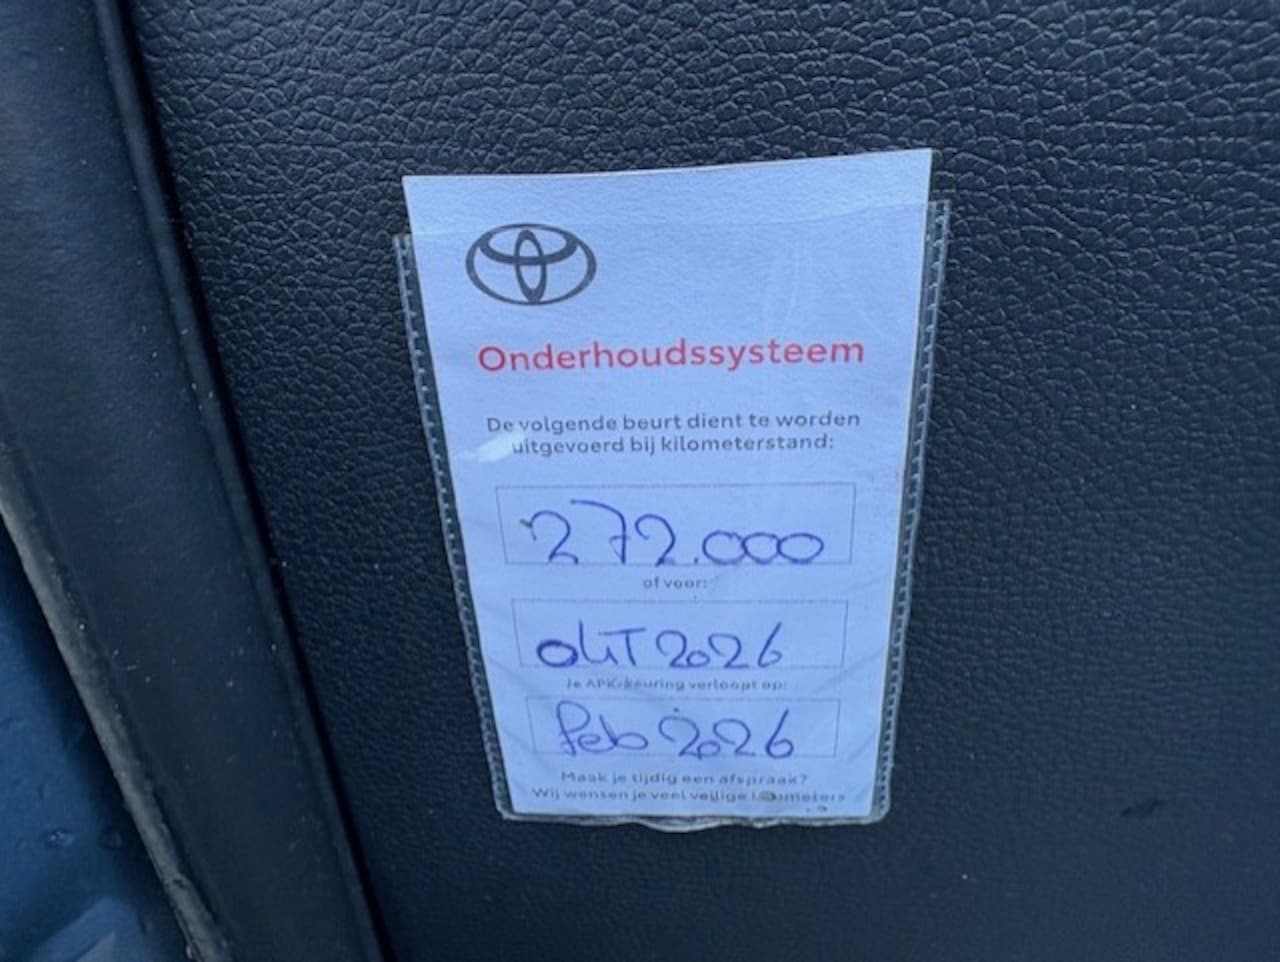 Onderhoudssysteem
De volgende beurt dient te worden
uitgevoerd bij kilometerstand:
272.000
of voor:
okt 2026
Je APK-keuring verloopt op:
feb 2026
Maak je tijdig een afspraak?
Wij wensen je veel veilige kilometers